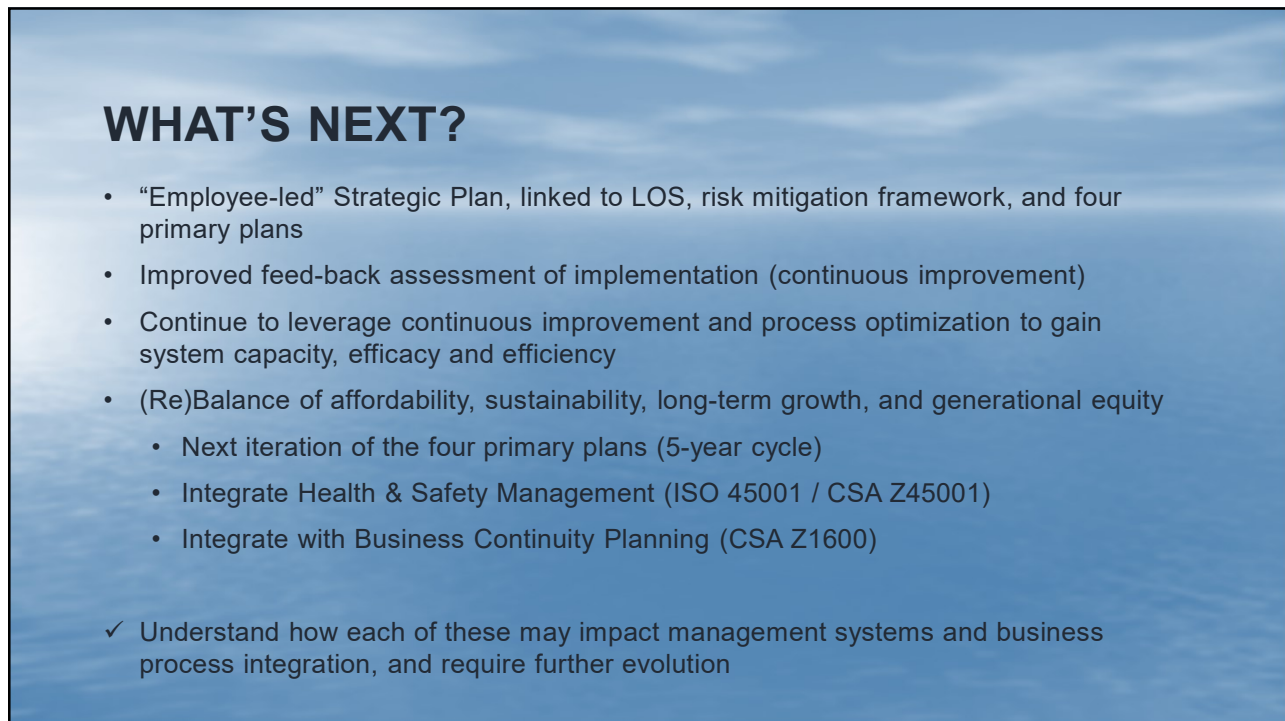 WHAT’S NEXT?
• “Employee-led” Strategic Plan, linked to LOS, risk mitigation framework, and four
primary plans
• Improved feed-back assessment of implementation (continuous improvement)
• Continue to leverage continuous improvement and process optimization to gain
system capacity, efficacy and efficiency
• (Re)Balance of affordability, sustainability, long-term growth, and generational equity
• Next iteration of the four primary plans (5-year cycle)
• Integrate Health & Safety Management (ISO 45001 / CSA Z45001)
• Integrate with Business Continuity Planning (CSA Z1600)
✓ Understand how each of these may impact management systems and business
process integration, and require further evolution